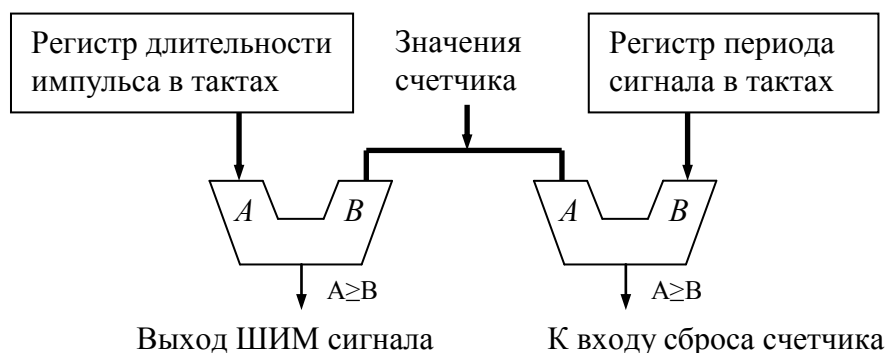 Регистр длительности
импульса в тактах
Значения
счетчика
Регистр периода
сигнала в тактах
A B
A B
A≥B
A≥B
Выход ШИМ сигнала
К входу сброса счетчика